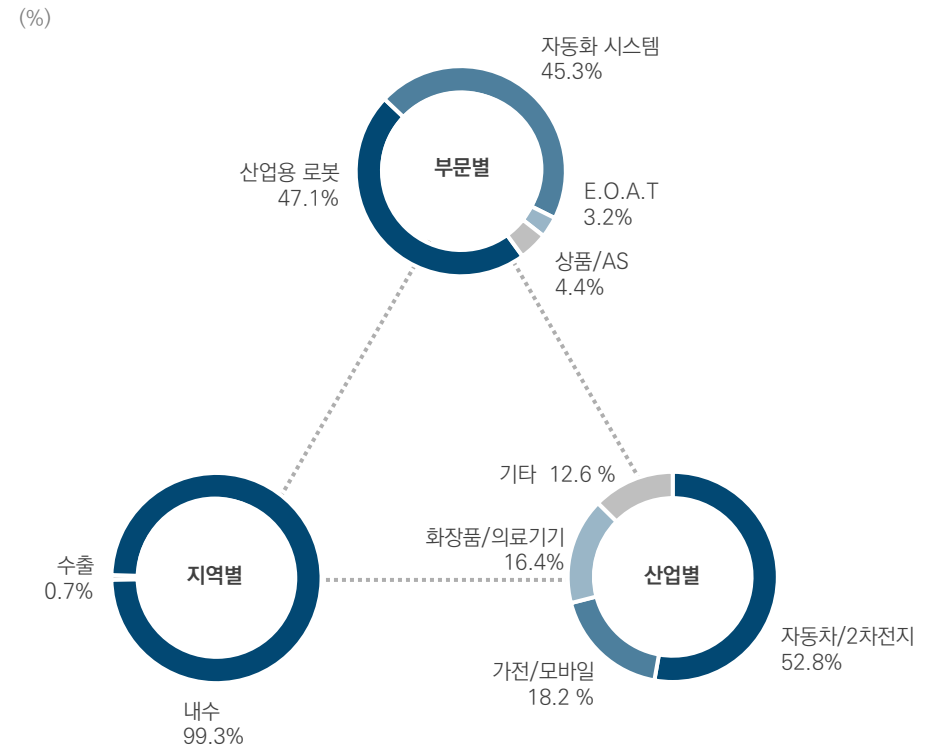 (%)
자동화 시스템
45.3%
산업용 로봇
47.1%
부문별
E.O.A.T
3.2%
상품/AS
4.4%
기타 12.6 %
화장품/의료기기
16.4%
수출
0.7%
지역별
산업별
자동차/2차전지
52.8%
가전/모바일
18.2 %
내수
99.3%